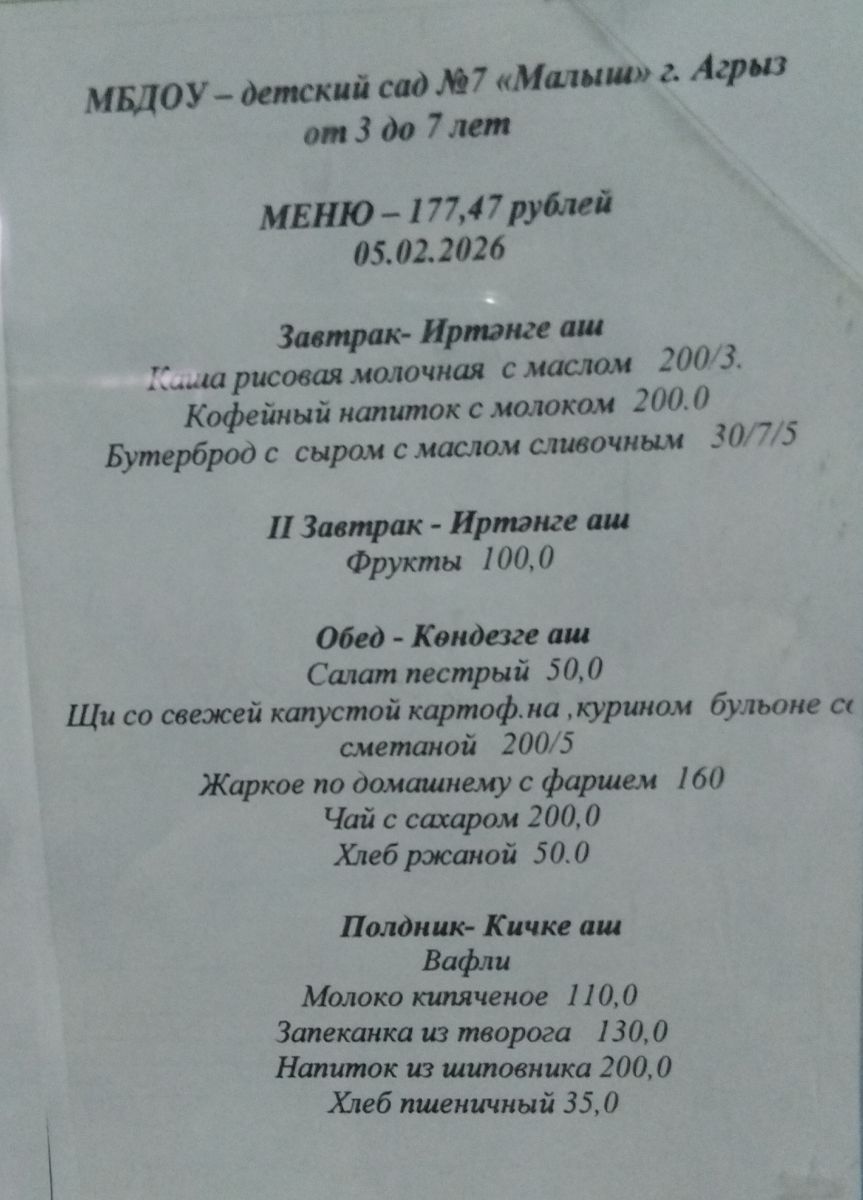 МБДОУ – детский сад №7 «Малыш» г. Агрыз
от 3 до 7 лет
МЕНЮ – 177,47 рублей
05.02.2026
Завтрак- Иртәнге аш
Каша рисовая молочная с маслом 200/3.
Кофейный напиток с молоком 200.0
Бутерброд с сыром с маслом сливочным 30/7/5
II Завтрак - Иртәнге аш
Фрукты 100,0
Обед - Көндезге аш
Салат пестрый 50,0
Щи со свежей капустой картоф.на ,курином бульоне со
сметаной 200/5
Жаркое по домашнему с фаршем 160
Чай с сахаром 200,0
Хлеб ржаной 50.0
Полдник- Кичке аш
Вафли
Молоко кипяченое 110,0
Запеканка из творога 130,0
Напиток из шиповника 200,0
Хлеб пшеничный 35,0